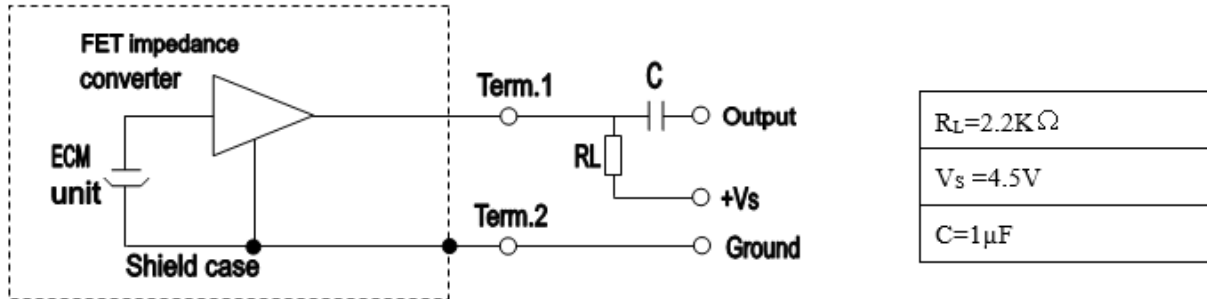 FET impedance
converter
Term.1
C
Output
ECM
unit
RL
+Vs
Term.2
Ground
Shield case
RL=2.2KΩ
VS =4.5V
C=1μF